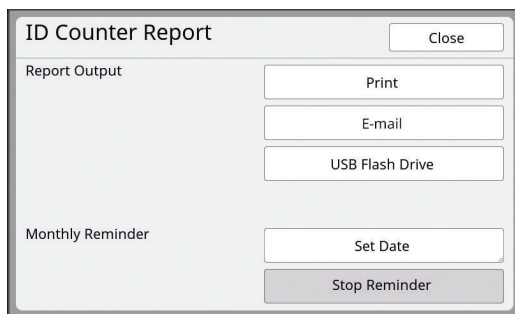 ID Counter Report
Close
Report Output
Print
E-mail
USB Flash Drive
Monthly Reminder
Set Date
Stop Reminder